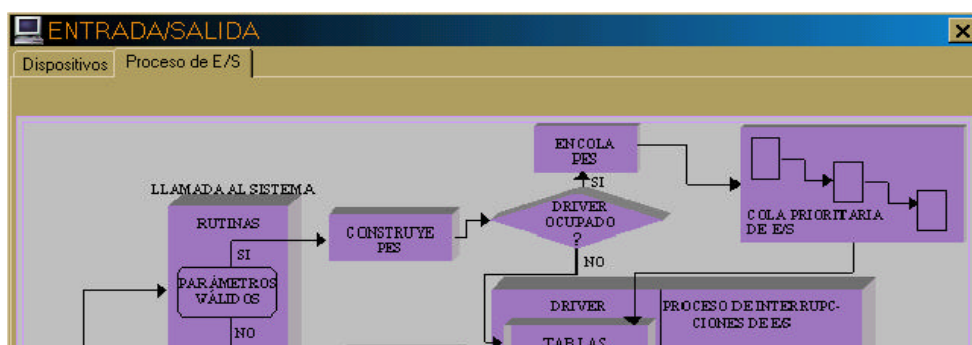 ENTRADA/SALIDA
Dispositivos
Proceso de E/S
ENCOLA
PES
LLAMADA AL SISTEMA
SI
RUTINAS
CONSTRUYE
PES
DRIVER
OCUPADO
?
COLA PRIORITARIA
DE E/S
SI
NO
PARÁMETROS
VÁLIDOS
DRIVER
PROCESO DE INTERRUPC-
CIONES DE E/S
NO
TABLAS